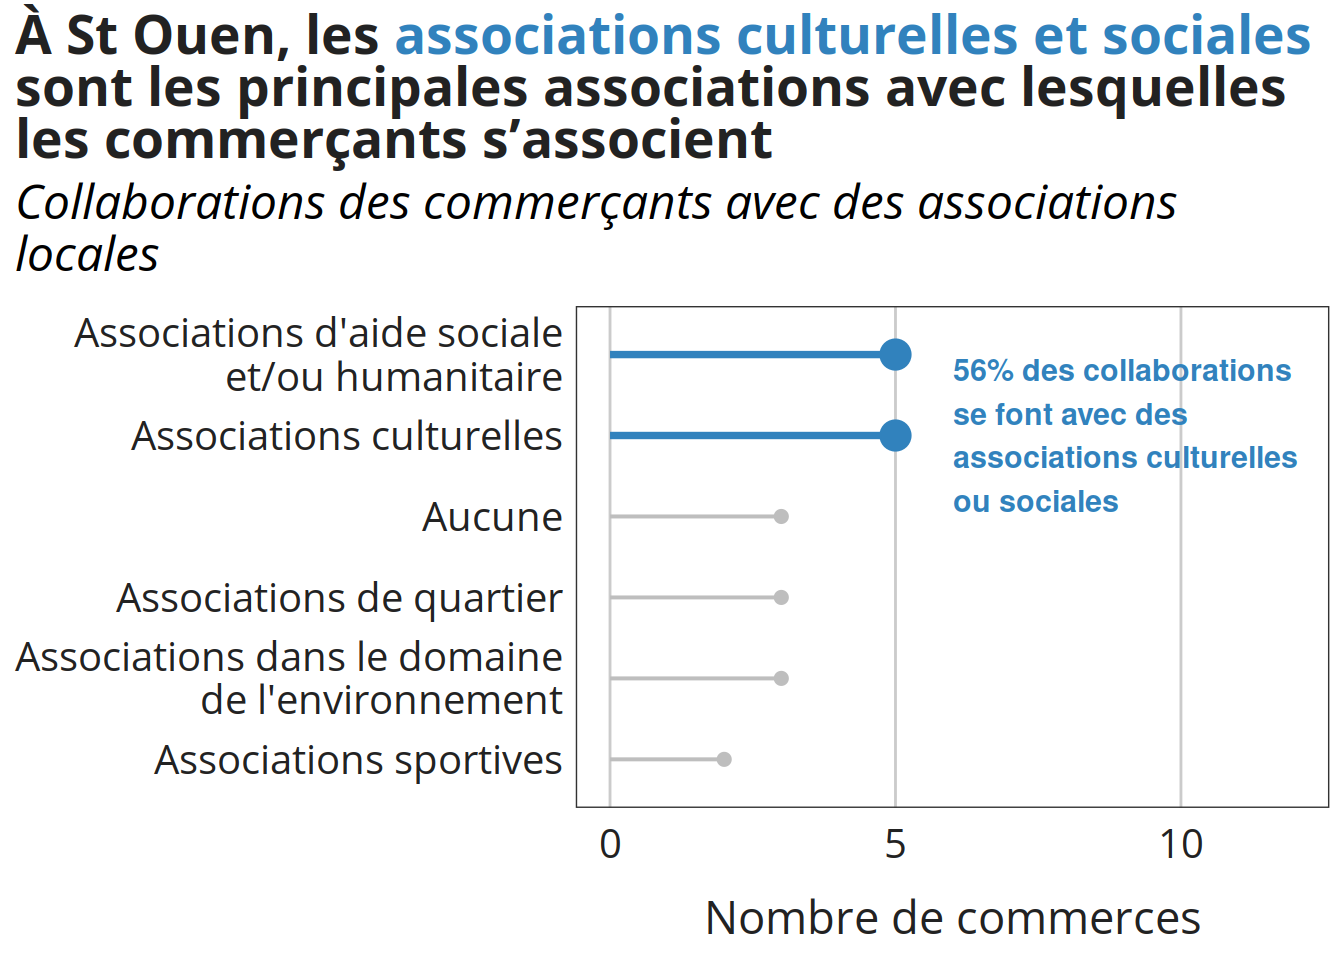 À St Ouen, les associations culturelles et sociales
sont les principales associations avec lesquelles
les commerçants s’associent
Collaborations des commerçants avec des associations
locales
Associations d'aide sociale
et/ou humanitaire
Associations culturelles
Aucune
Associations de quartier
Associations dans le domaine
de l'environnement
Associations sportives
56% des collaborations
se font avec des
associations culturelles
ou sociales
0
5
10
Nombre de commerces